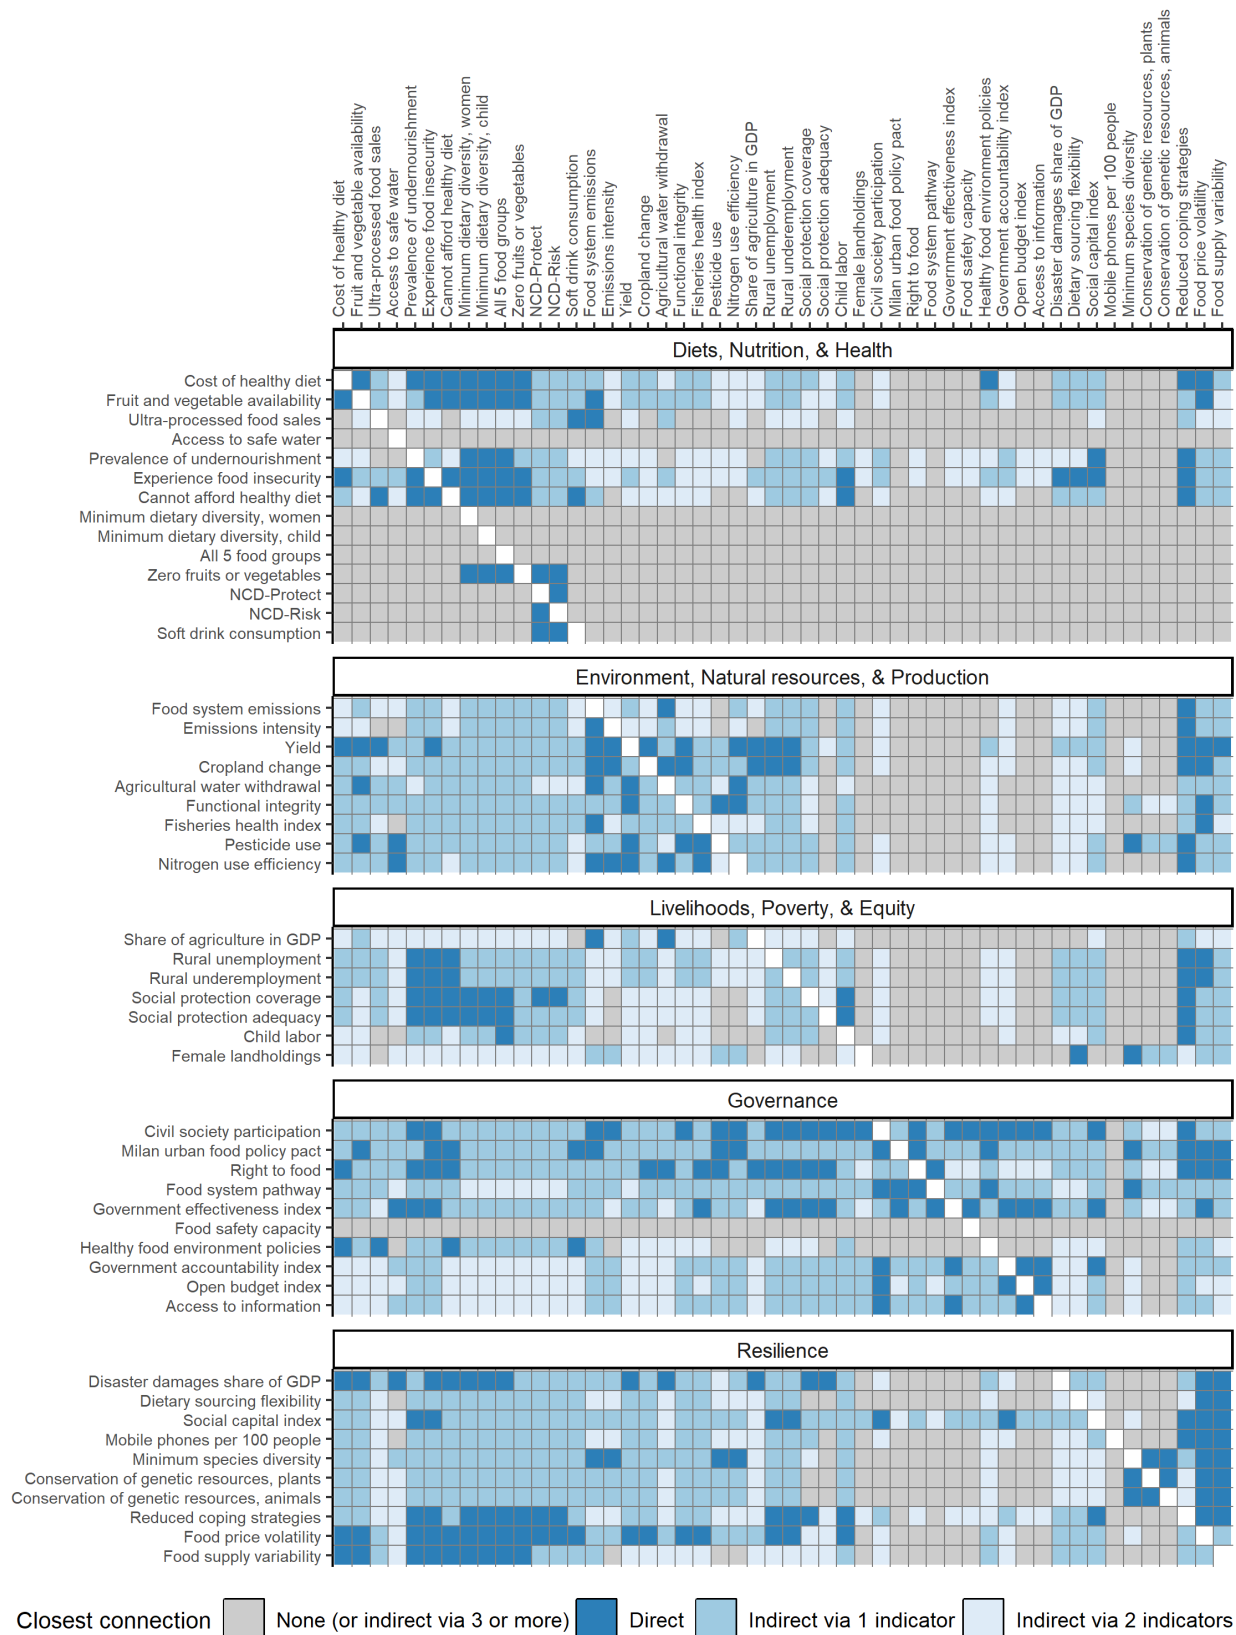 Cost of healthy diet
Fruit and vegetable availability
Ultra-processed food sales
Access to safe water
Prevalence of undernourishment
Experience food insecurity
Cannot afford healthy diet
Minimum dietary diversity, women
Minimum dietary diversity, child
All 5 food groups
Zero fruits or vegetables
NCD-Protect
NCD-Risk
Soft drink consumption
Food system emissions
Emissions intensity
Yield
Cropland change
Agricultural water withdrawal
Functional integrity
Fisheries health index
Pesticide use
Nitrogen use efficiency
Share of agriculture in GDP
Rural unemployment
Rural underemployment
Social protection coverage
Social protection adequacy
Child labor
Female landholdings
Civil society participation
Milan urban food policy pact
Right to food
Food system pathway
Government effectiveness index
Food safety capacity
Healthy food environment policies
Government accountability index
Open budget index
Access to information
Disaster damages share of GDP
Dietary sourcing flexibility
Social capital index
Mobile phones per 100 people
Minimum species diversity
Conservation of genetic resources, plants
Conservation of genetic resources, animals
Reduced coping strategies
Food price volatility
Food supply variability
Diets, Nutrition, & Health
Cost of healthy diet
Fruit and vegetable availability
Ultra-processed food sales
Access to safe water
Prevalence of undernourishment
Experience food insecurity
Cannot afford healthy diet
Minimum dietary diversity, women
Minimum dietary diversity, child
All 5 food groups
Zero fruits or vegetables
NCD-Protect
NCD-Risk
Soft drink consumption
Environment, Natural resources, & Production
Food system emissions
Emissions intensity
Yield
Cropland change
Agricultural water withdrawal
Functional integrity
Fisheries health index
Pesticide use
Nitrogen use efficiency
Livelihoods, Poverty, & Equity
Share of agriculture in GDP
Rural unemployment
Rural underemployment
Social protection coverage
Social protection adequacy
Child labor
Female landholdings
Governance
Civil society participation
Milan urban food policy pact
Right to food
Food system pathway
Government effectiveness index
Food safety capacity
Healthy food environment policies
Government accountability index
Open budget index
Access to information
Resilience
Disaster damages share of GDP
Dietary sourcing flexibility
Social capital index
Mobile phones per 100 people
Minimum species diversity
Conservation of genetic resources, plants
Conservation of genetic resources, animals
Reduced coping strategies
Food price volatility
Food supply variability
Closest connection None (or indirect via 3 or more) Direct Indirect via 1 indicator Indirect via 2 indicators